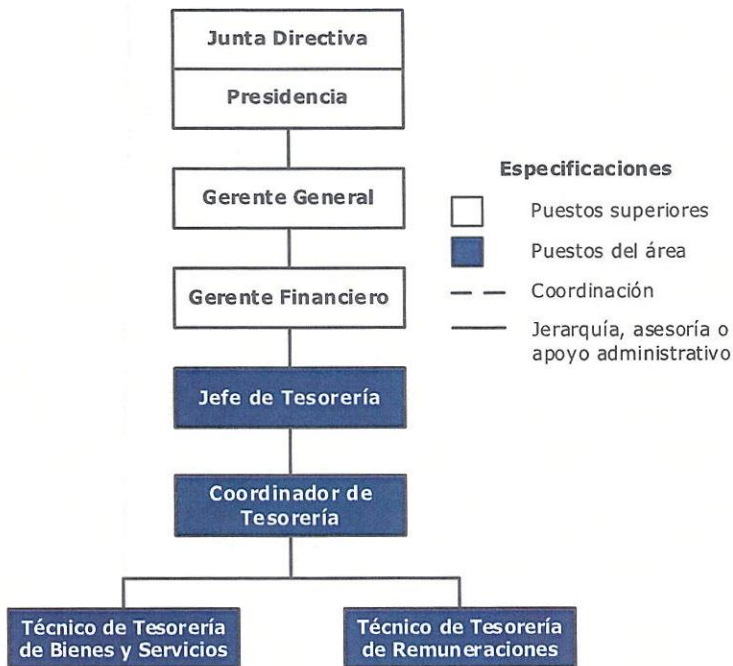 Junta Directiva
Presidencia
Gerente General
Gerente Financiero
Jefe de Tesorería
Coordinador de
Tesorería
Técnico de Tesorería
de Bienes y Servicios
Técnico de Tesorería
de Remuneraciones
Especificaciones
Puestos superiores
Puestos del área
Coordinación
Jerarquía, asesoría o
apoyo administrativo